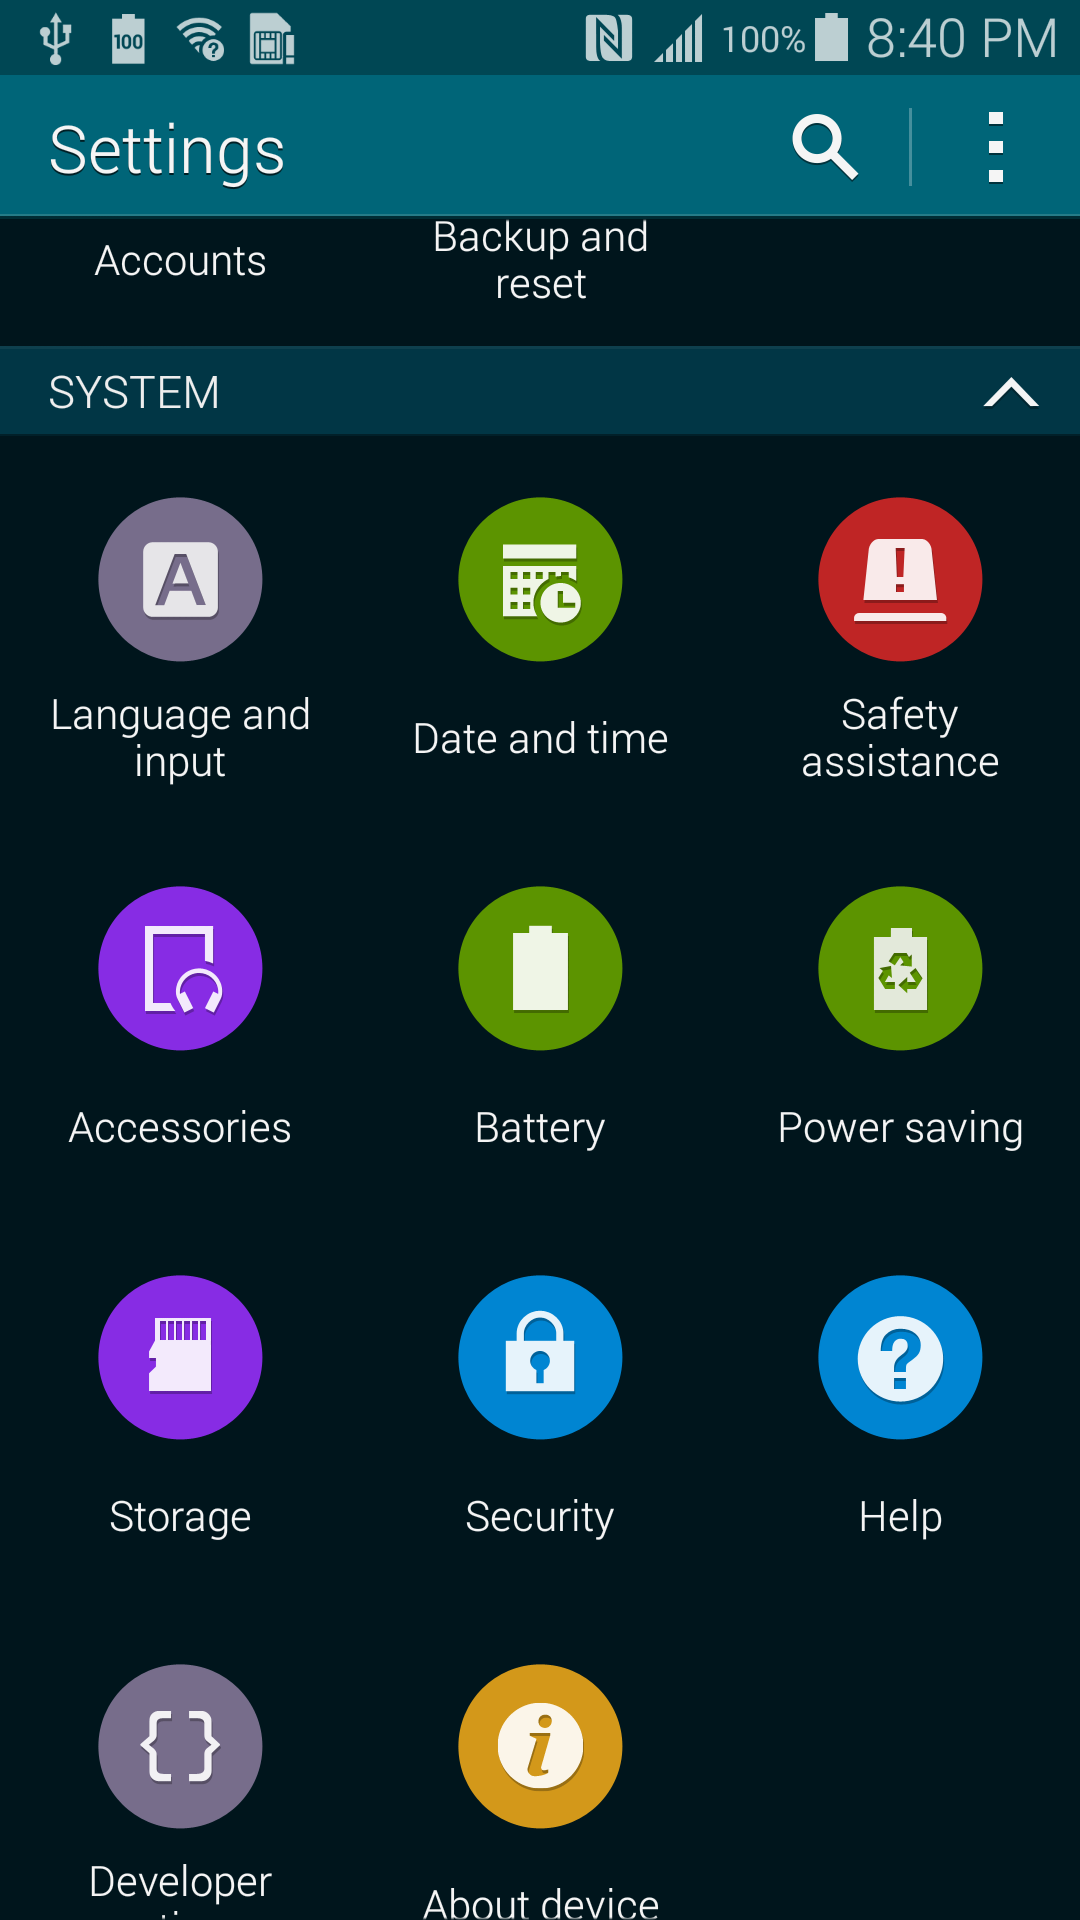 100 100% 8:40 PM
Settings
Accounts
Backup and
reset
SYSTEM
Language and
input
Date and time
Safety
assistance
Accessories
Battery
Power saving
Storage
Security
Help
Developer
About device